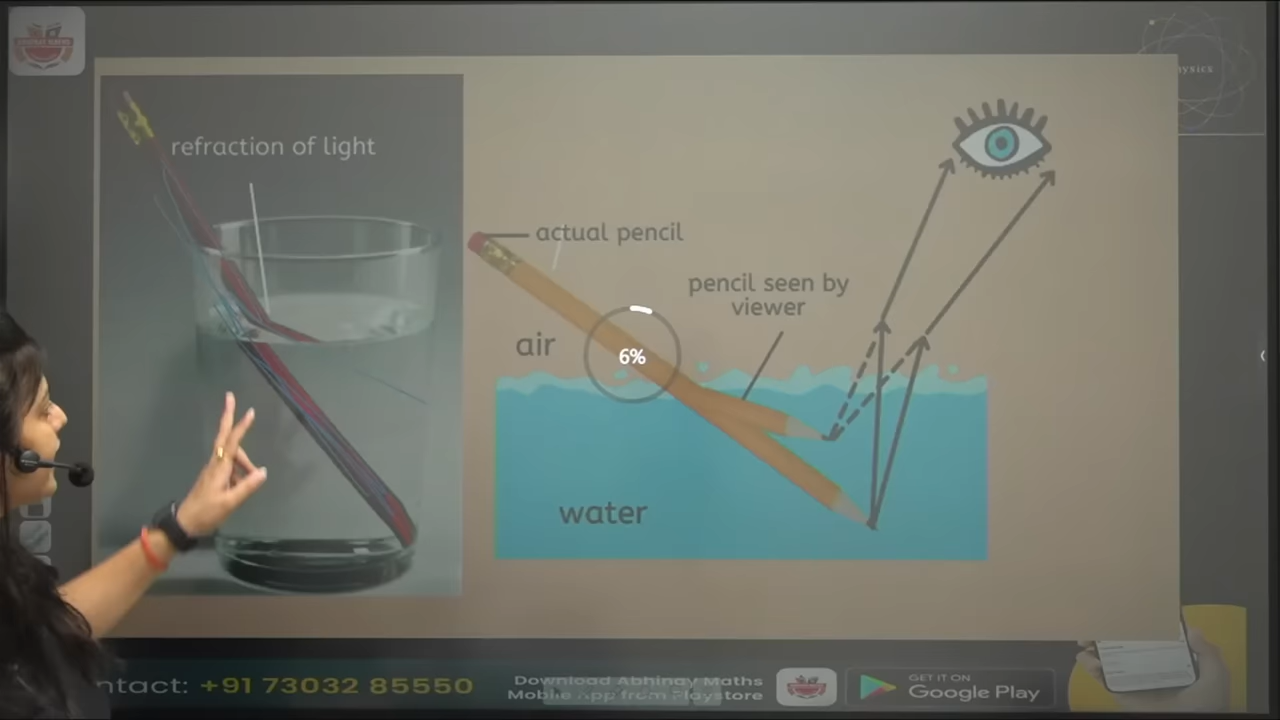 refraction of light
actual pencil
pencil seen by
viewer
air
6%
water
ntact: +91 73032 85550
Download Abhinay Maths
Mobile App from Playstore
GET IT ON
Google Play